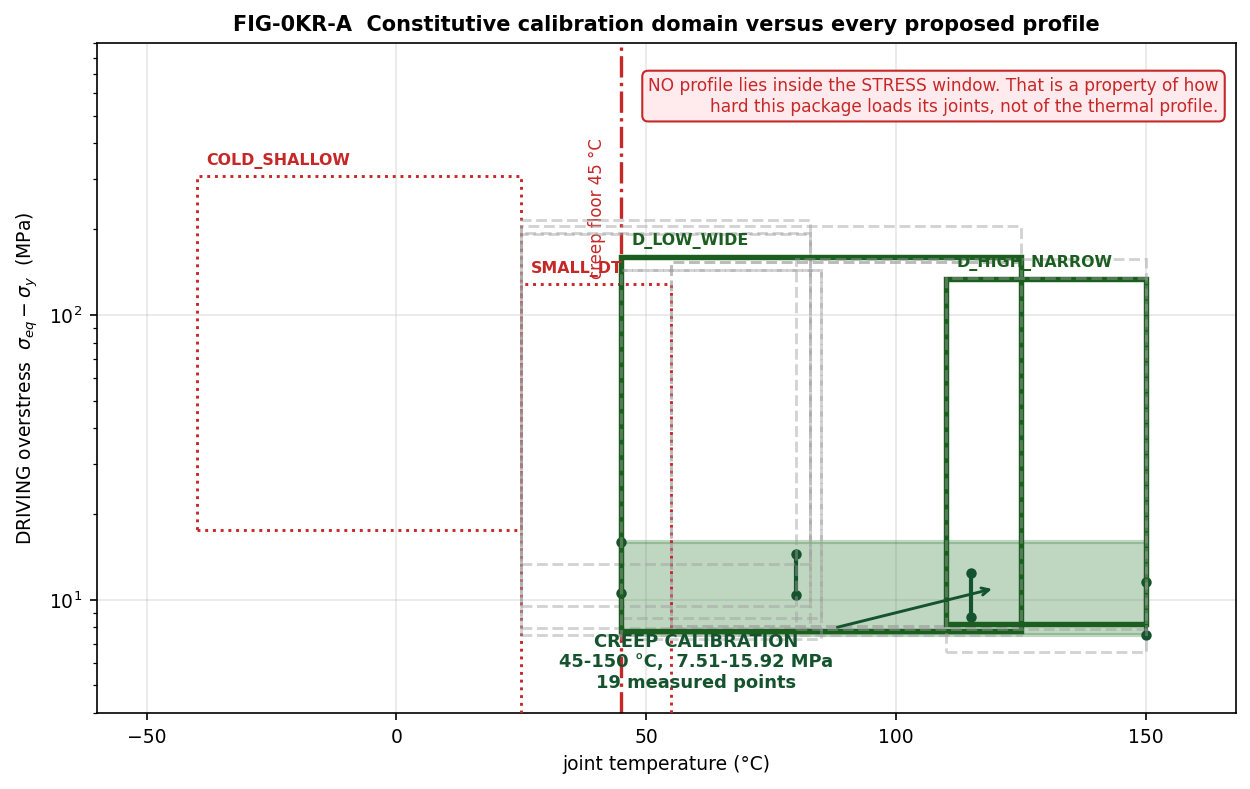 FIG-0KR-A  Constitutive calibration domain versus every proposed profile
NO profile lies inside the STRESS window. That is a property of how
hard this package loads its joints, not of the thermal profile.
COLD_SHALLOW
creep floor 45 °C
D_LOW_WIDE
SMALL_DT
D_HIGH_NARROW
CREEP CALIBRATION
45-150 °C,  7.51-15.92 MPa
19 measured points
DRIVING overstress  σeq − σy  (MPa)
10²
10¹
−50
0
50
100
150
joint temperature (°C)